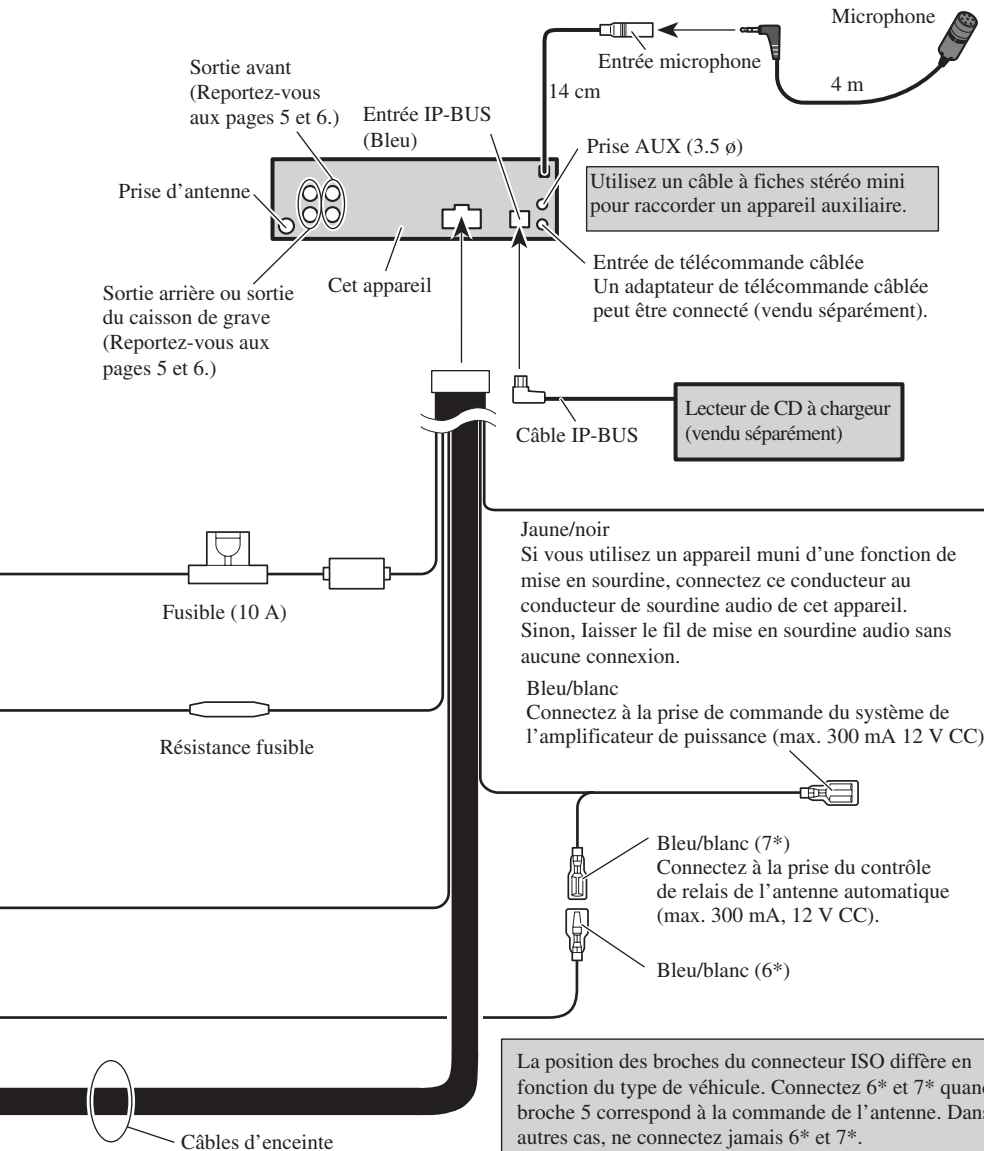 Microphone
Entrée microphone
4 m
14 cm
Sortie avant
(Reportez-vous
aux pages 5 et 6.)
Entrée IP-BUS
(Bleu)
Prise AUX (3.5 ø)
Utilisez un câble à fiches stéréo mini
pour raccorder un appareil auxiliaire.
Prise d'antenne
Entrée de télécommande câblée
Un adaptateur de télécommande câblée
peut être connecté (vendu séparément).
Cet appareil
Sortie arrière ou sortie
du caisson de grave
(Reportez-vous aux
pages 5 et 6.)
Câble IP-BUS
Lecteur de CD à chargeur
(vendu séparément)
Jaune/noir
Si vous utilisez un appareil muni d'une fonction de
mise en sourdine, connectez ce conducteur au
conducteur de sourdine audio de cet appareil.
Sinon, Iaisser le fil de mise en sourdine audio sans
aucune connexion.
Fusible (10 A)
Bleu/blanc
Connectez à la prise de commande du système de
l'amplificateur de puissance (max. 300 mA 12 V CC)
Résistance fusible
Bleu/blanc (7*)
Connectez à la prise du contrôle
de relais de l'antenne automatique
(max. 300 mA, 12 V CC).
Bleu/blanc (6*)
La position des broches du connecteur ISO diffère en
fonction du type de véhicule. Connectez 6* et 7* quand
broche 5 correspond à la commande de l'antenne. Dans
autres cas, ne connectez jamais 6* et 7*.
Câbles d'enceinte